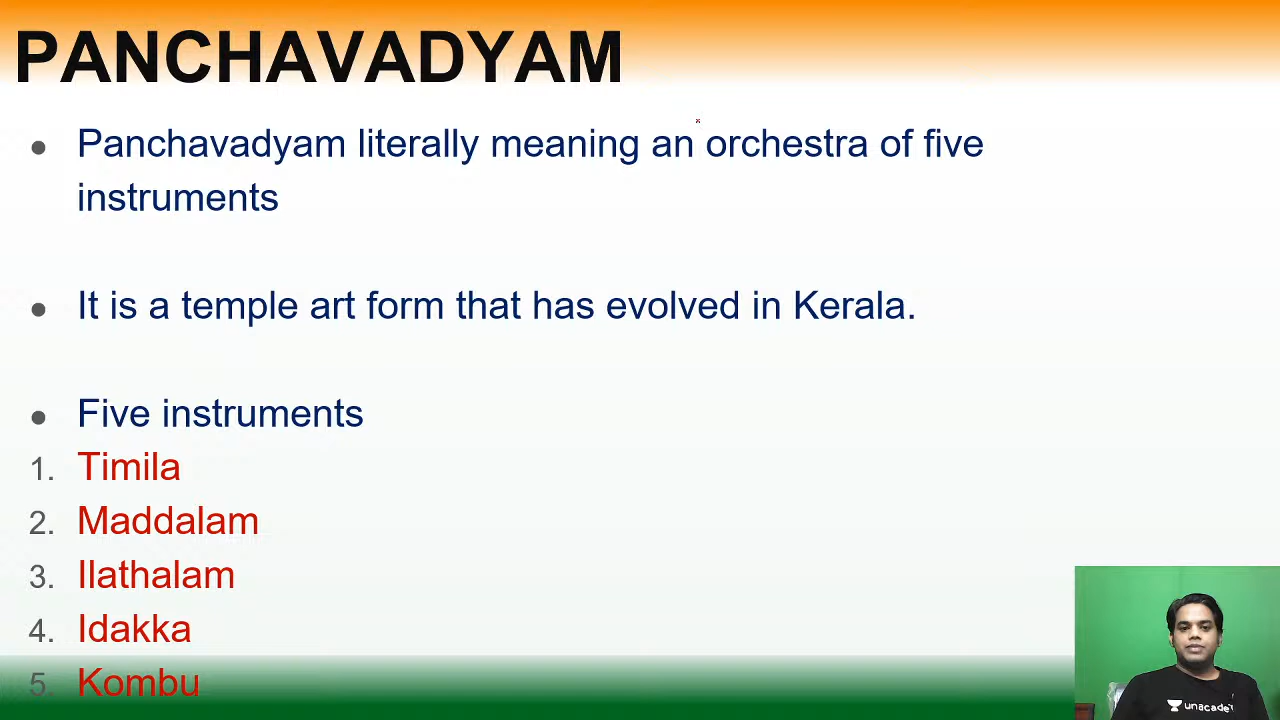 PANCHAVADYAM
● Panchavadyam literally meaning an orchestra of five
instruments
● It is a temple art form that has evolved in Kerala.
● Five instruments
1. Timila
2. Maddalam
3. Ilathalam
4. Idakka
5. Kombu